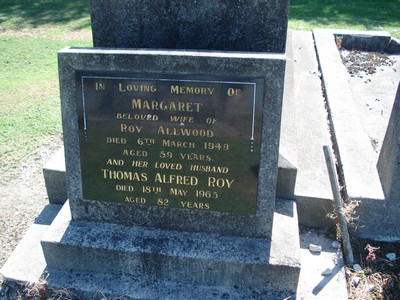 IN LOVING MEMORY OF
MARGARET
BELOVED WIFE OF
ROY ALLWOOD
DIED 6TH MARCH 1949
AGED 59 YEARS.
AND HER LOVED HUSBAND
THOMAS ALFRED ROY
DIED 18TH MAY 1965
AGED 82 YEARS